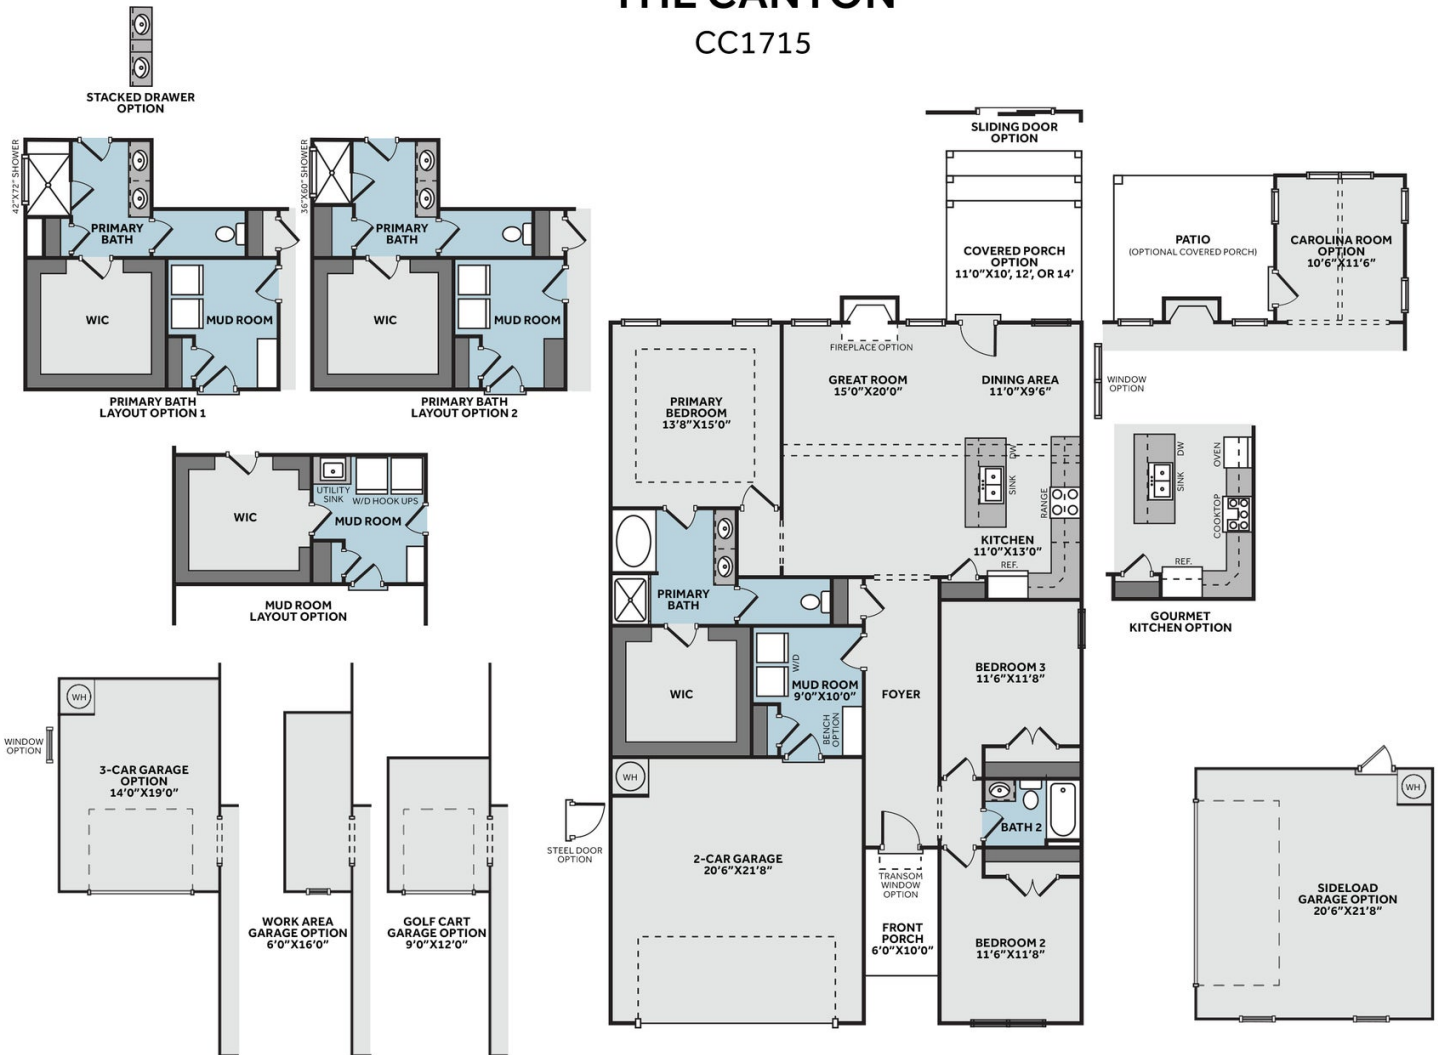 THE CANYON
CC1715
STACKED DRAWER
OPTION
42"X72" SHOWER
PRIMARY
BATH
WIC
MUD ROOM
PRIMARY BATH
LAYOUT OPTION 1
36"X60" SHOWER
PRIMARY
BATH
WIC
MUD ROOM
PRIMARY BATH
LAYOUT OPTION 2
SLIDING DOOR
OPTION
COVERED PORCH
OPTION
11'0"X10', 12', OR 14'
PATIO
(OPTIONAL COVERED PORCH)
CAROLINA ROOM
OPTION
10'6"X11'6"
WIC
UTILITY
SINK
W/D HOOK UPS
MUD ROOM
MUD ROOM
LAYOUT OPTION
FIREPLACE OPTION
GREAT ROOM
15'0"X20'0"
DINING AREA
11'0"X9'6"
PRIMARY
BEDROOM
13'8"X15'0"
DW
SINK
RANGE
KITCHEN
11'0"X13'0"
REF.
PRIMARY
BATH
WIC
W/D
MUD ROOM
9'0"X10'0"
BENCH
OPTION
FOYER
BEDROOM 3
11'6"X11'8"
BATH 2
WH
2-CAR GARAGE
20'6"X21'8"
TRANSOM
WINDOW
OPTION
FRONT
PORCH
6'0"X10'0"
BEDROOM 2
11'6"X11'8"
WINDOW
OPTION
DW
SINK
OVEN
COOKTOP
REF.
GOURMET
KITCHEN OPTION
WH
WINDOW
OPTION
3-CAR GARAGE
OPTION
14'0"X19'0"
WORK AREA
GARAGE OPTION
6'0"X16'0"
GOLF CART
GARAGE OPTION
9'0"X12'0"
STEEL DOOR
OPTION
WH
SIDELOAD
GARAGE OPTION
20'6"X21'8"